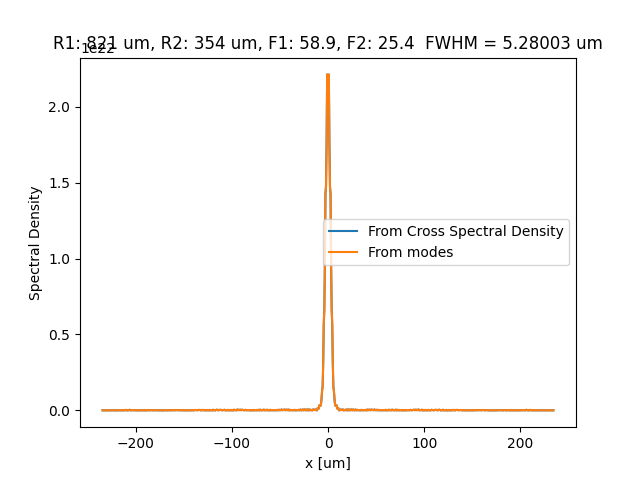 R1: 821 um, R2: 354 um, F1: 58.9, F2: 25.4  FWHM = 5.28003 um
1e22
2.0
1.5
1.0
0.5
0.0
Spectral Density
From Cross Spectral Density
From modes
−200
−100
0
100
200
x [um]